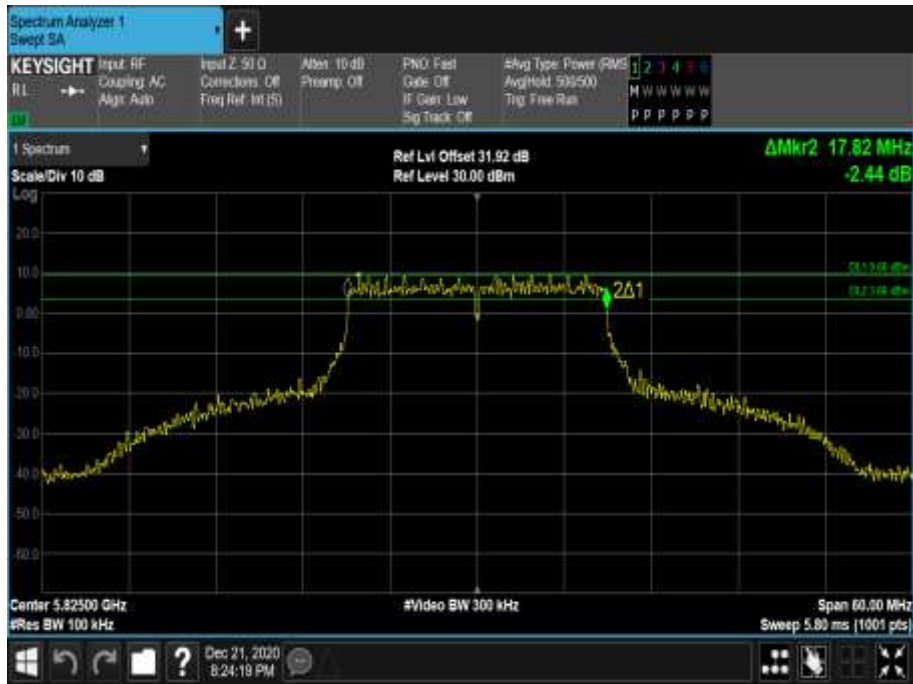 Spectrum Analyzer 1
Swept SA
+
KEYSIGHT
RL
Input: RF
Coupling: AC
Align: Auto
Input Z: 50 Ω
Corrections: Off
Freq Ref: Int (S)
Atten: 10 dB
Preamp: Off
PNO: Fast
Gate: Off
IF Gain: Low
Sig Track: Off
#Avg Type: Power (RMS
Avg|Hold: 500/500
Trig: Free Run
1 2 3 4 5 6
M W W W W W
P P P P P P
1 Spectrum
Scale/Div 10 dB
Log
Ref Lvl Offset 31.92 dB
Ref Level 30.00 dBm
ΔMkr2 17.82 MHz
-2.44 dB
20.0
10.0
0.00
-10.0
-20.0
-30.0
-40.0
-50.0
-60.0
2Δ1
Center 5.82500 GHz
#Res BW 100 kHz
#Video BW 300 kHz
Span 60.00 MHz
Sweep 5.80 ms (1001 pts)
?
Dec 21, 2020
8:24:19 PM